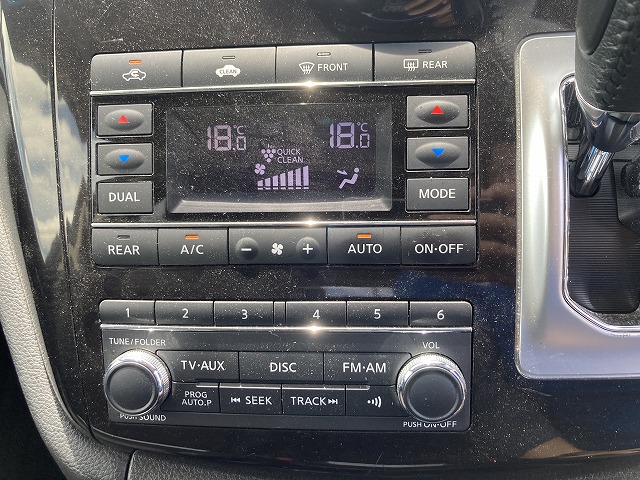 CLEAN
FRONT
REAR
18.0°C
18.0°C
QUICK CLEAN
DUAL
MODE
REAR
A/C
- +
AUTO
ON·OFF
1 2 3 4 5 6
TUNE/FOLDER
VOL
TV·AUX
DISC
FM·AM
PROG
AUTO.P
SEEK
TRACK
PUSH SOUND
PUSH ON·OFF